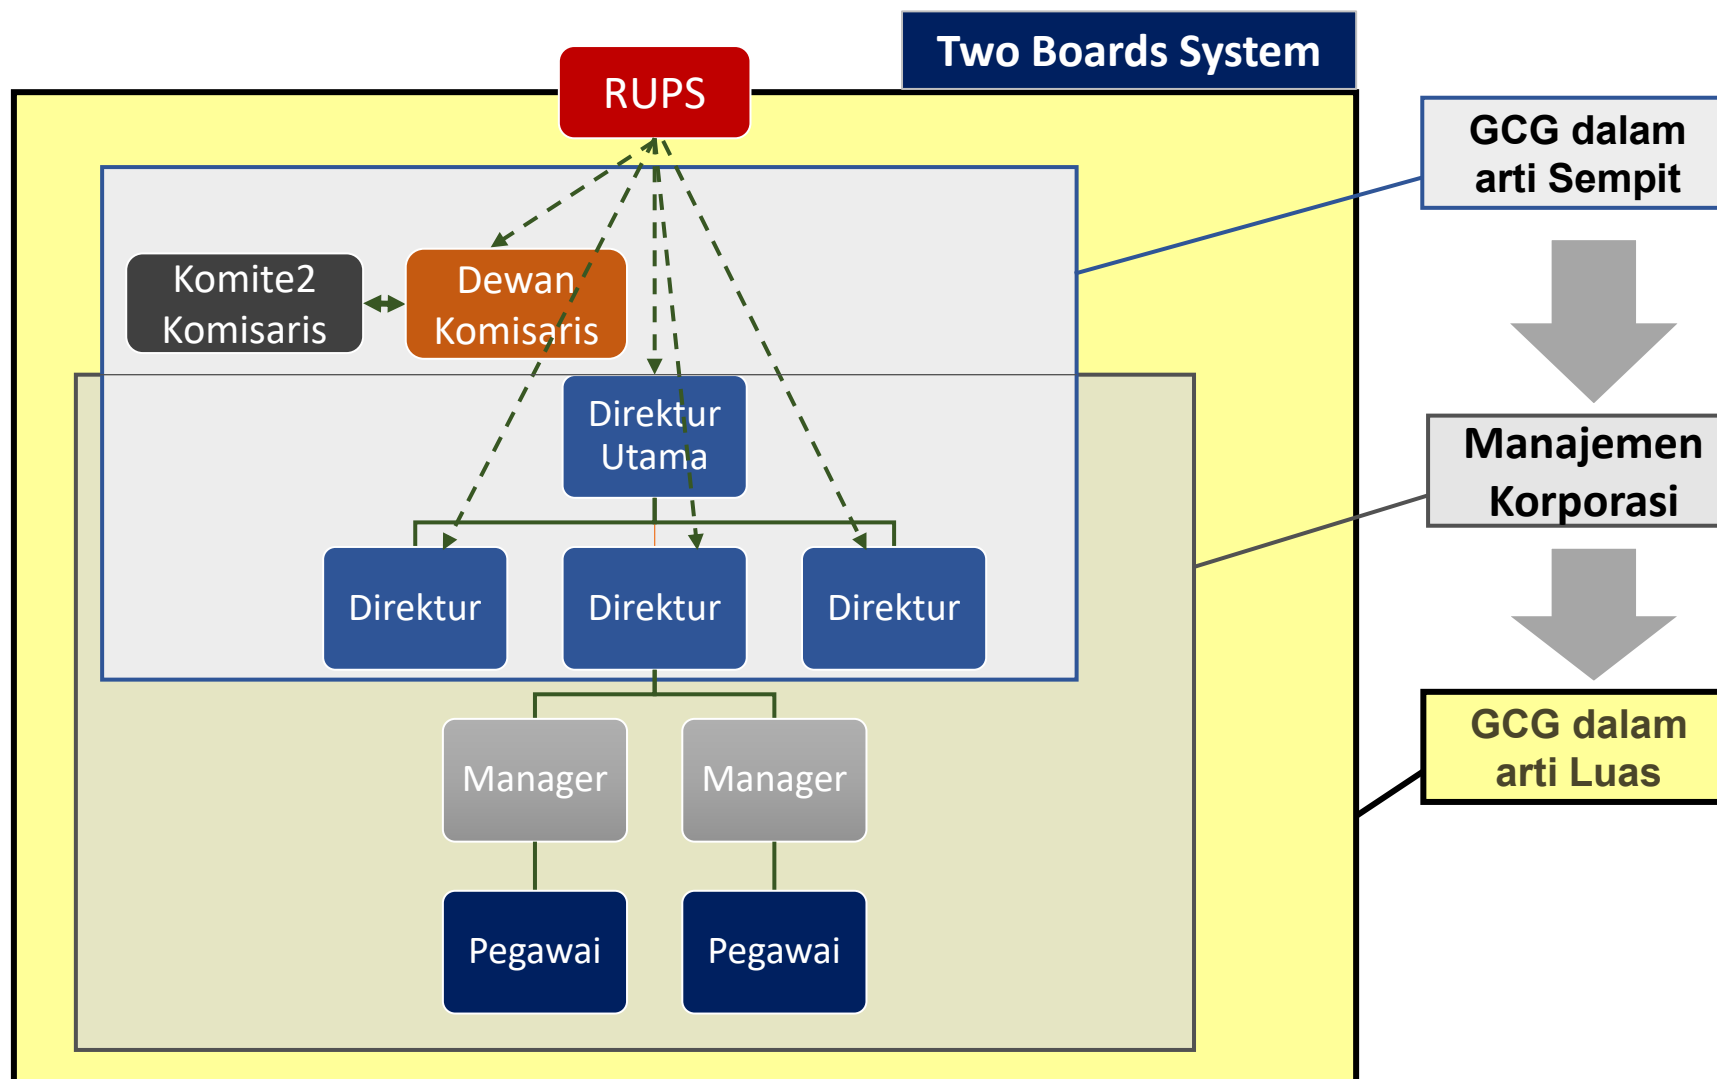 Two Boards System
RUPS
GCG dalam
arti Sempit
Komite2
Komisaris
Dewan
Komisaris
Direktur
Utama
Manajemen
Korporasi
Direktur
Direktur
Direktur
GCG dalam
arti Luas
Manager
Manager
Pegawai
Pegawai